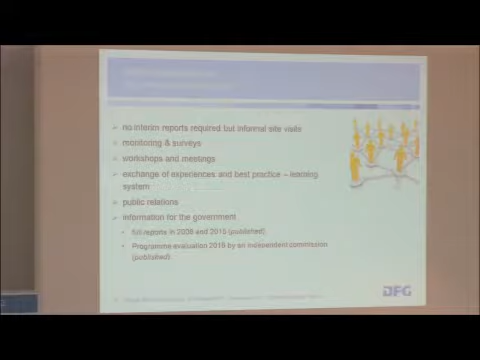 no interim reports required but informal site visits
monitoring & surveys
workshops and meetings
exchange of experiences and best practice – learning
system
public relations
information for the government
full reports in 2008 and 2015 (published)
Programme evaluation 2016 by an independent commission
(published)
DFG